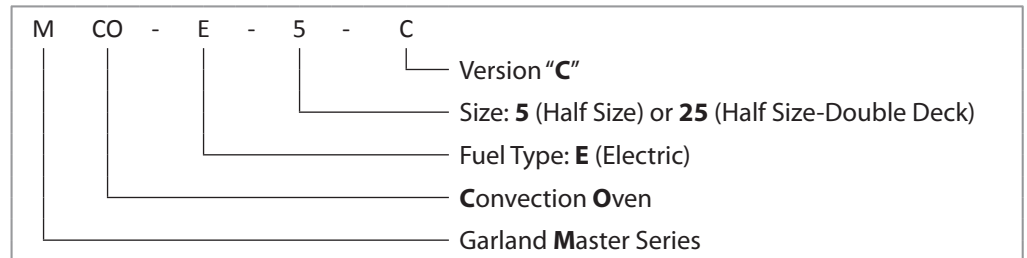 M CO - E - 5 - C
Version “C”
Size: 5 (Half Size) or 25 (Half Size-Double Deck)
Fuel Type: E (Electric)
Convection Oven
Garland Master Series